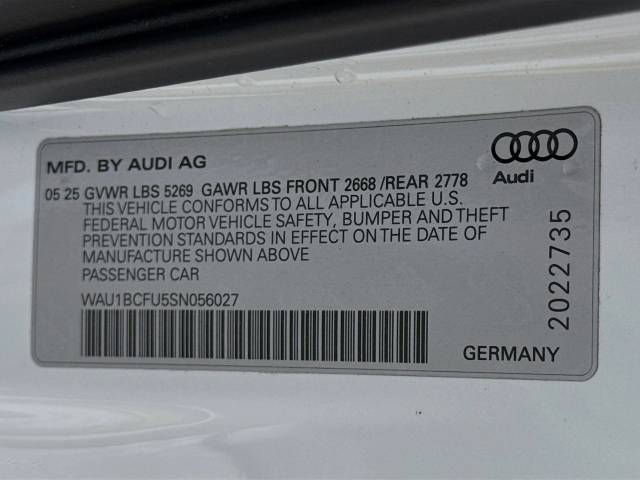 MFD. BY AUDI AG
Audi
05 25 GVWR LBS 5269 GAWR LBS FRONT 2668 /REAR 2778
THIS VEHICLE CONFORMS TO ALL APPLICABLE U.S.
FEDERAL MOTOR VEHICLE SAFETY, BUMPER AND THEFT
PREVENTION STANDARDS IN EFFECT ON THE DATE OF
MANUFACTURE SHOWN ABOVE
PASSENGER CAR
WAU1BCFU5SN056027
GERMANY
2022735